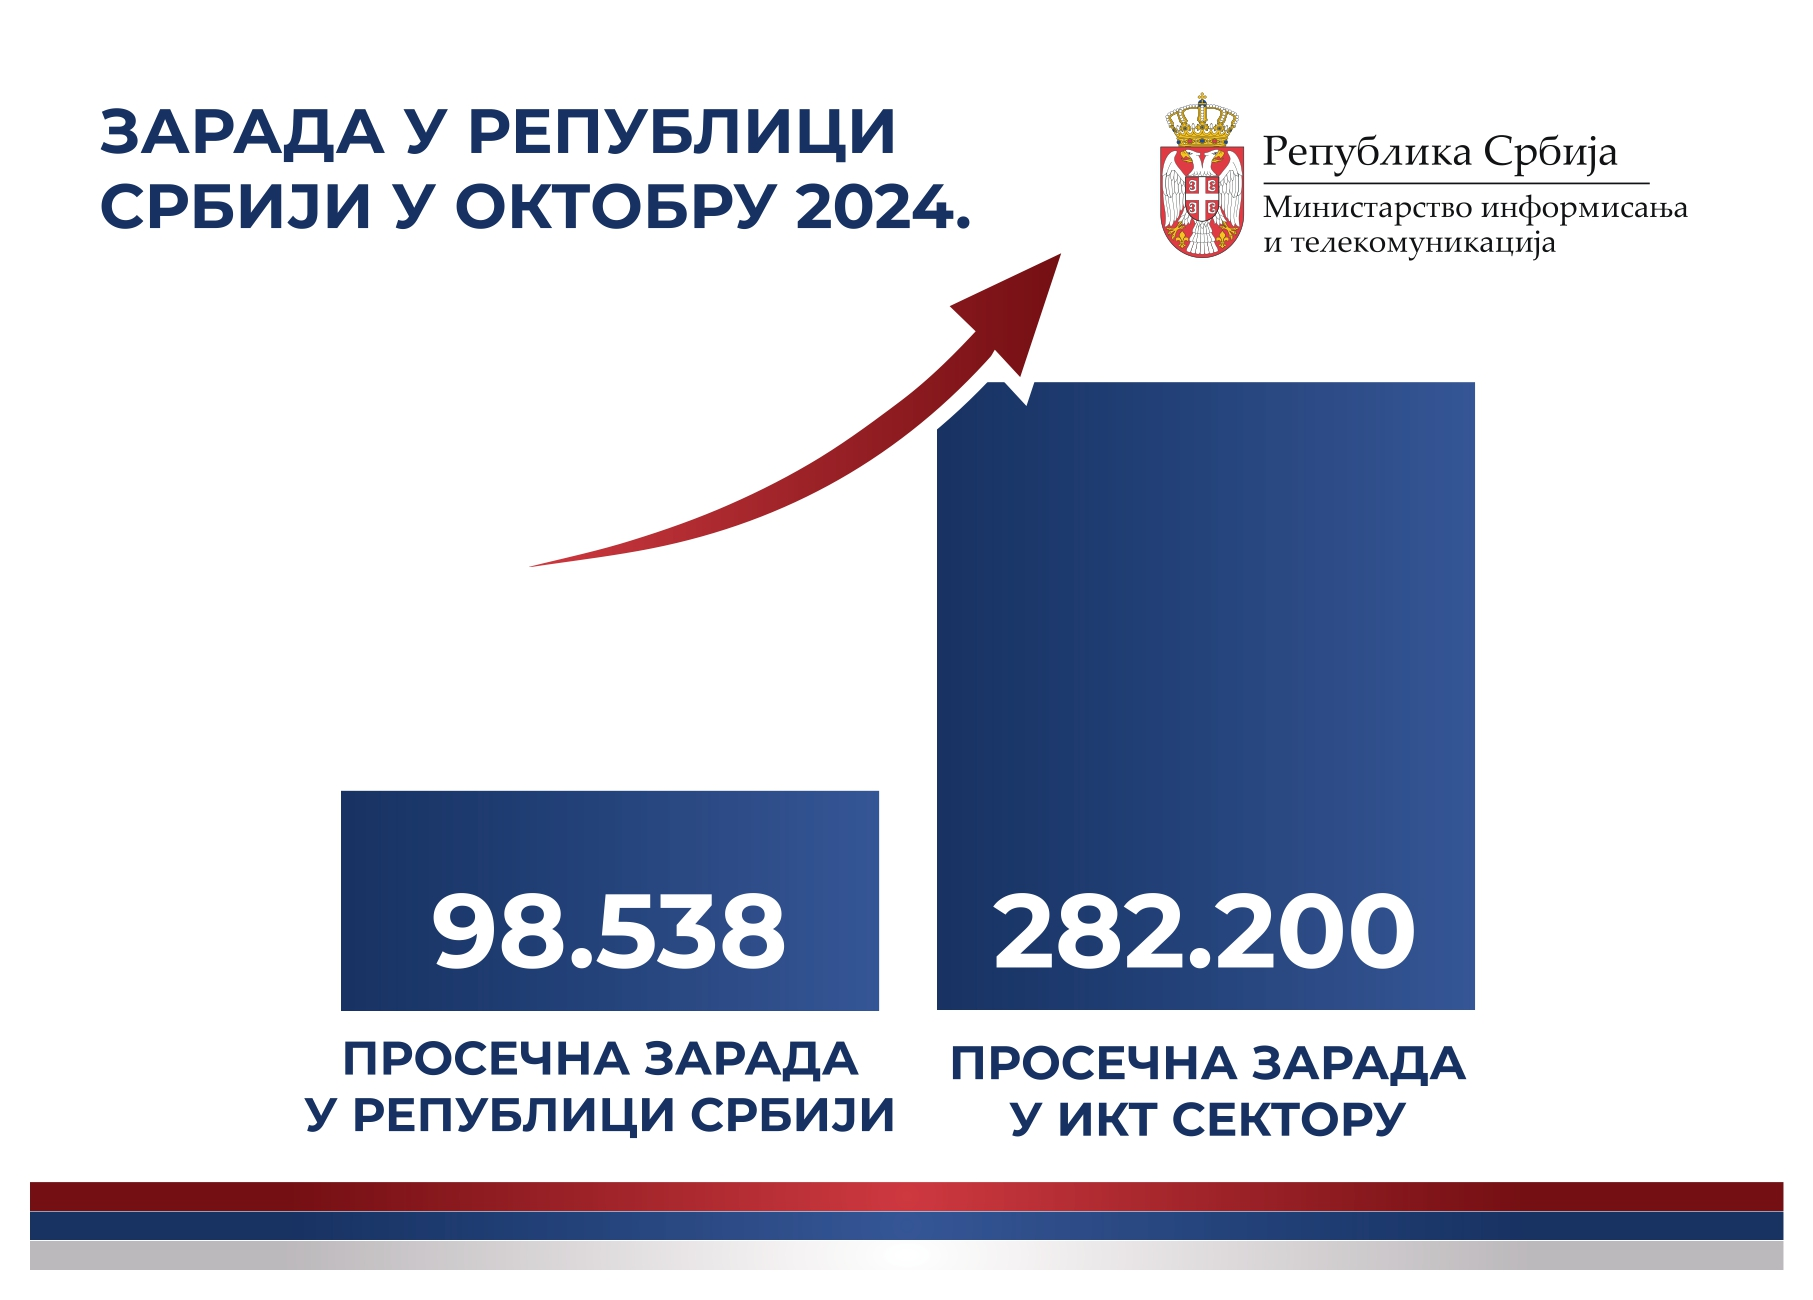 ЗАРАДА У РЕПУБЛИЦИ
СРБИЈИ У ОКТОБРУ 2024.
Република Србија
Министарство информисања
и телекомуникација
98.538
282.200
ПРОСЕЧНА ЗАРАДА
У РЕПУБЛИЦИ СРБИЈИ
ПРОСЕЧНА ЗАРАДА
У ИКТ СЕКТОРУ